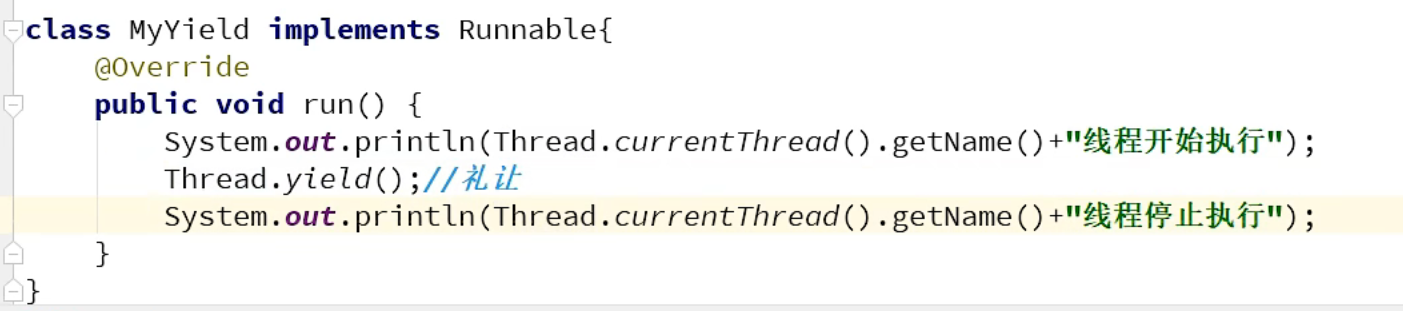 class MyYield implements Runnable{
    @Override
    public void run() {
        System.out.println(Thread.currentThread().getName()+"线程开始执行");
        Thread.yield();//礼让
        System.out.println(Thread.currentThread().getName()+"线程停止执行");
    }
}